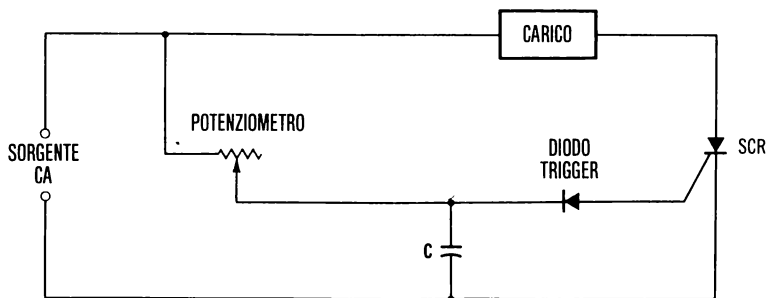 CARICO
POTENZIOMETRO
SORGENTE
CA
DIODO
TRIGGER
SCR
C